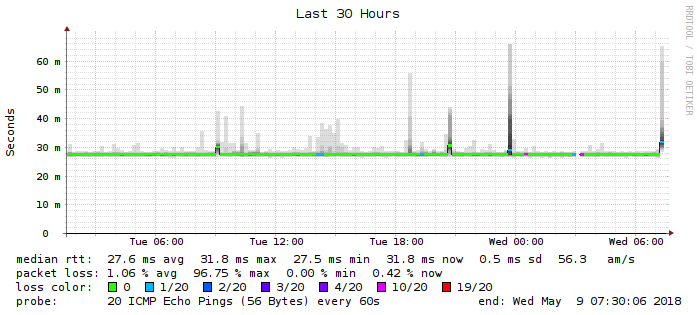 Last 30 Hours
RRDTOOL / TOBI OETIKER
Seconds
60 m
50 m
40 m
30 m
20 m
10 m
0
Tue 06:00 Tue 12:00 Tue 18:00 Wed 00:00 Wed 06:00
median rtt: 27.6 ms avg 31.8 ms max 27.5 ms min 31.8 ms now 0.5 ms sd 56.3 am/s
packet loss: 1.06 % avg 96.75 % max 0.00 % min 0.42 % now
loss color: 0 1/20 2/20 3/20 4/20 10/20 19/20
probe: 20 ICMP Echo Pings (56 Bytes) every 60s end: Wed May 9 07:30:06 2018